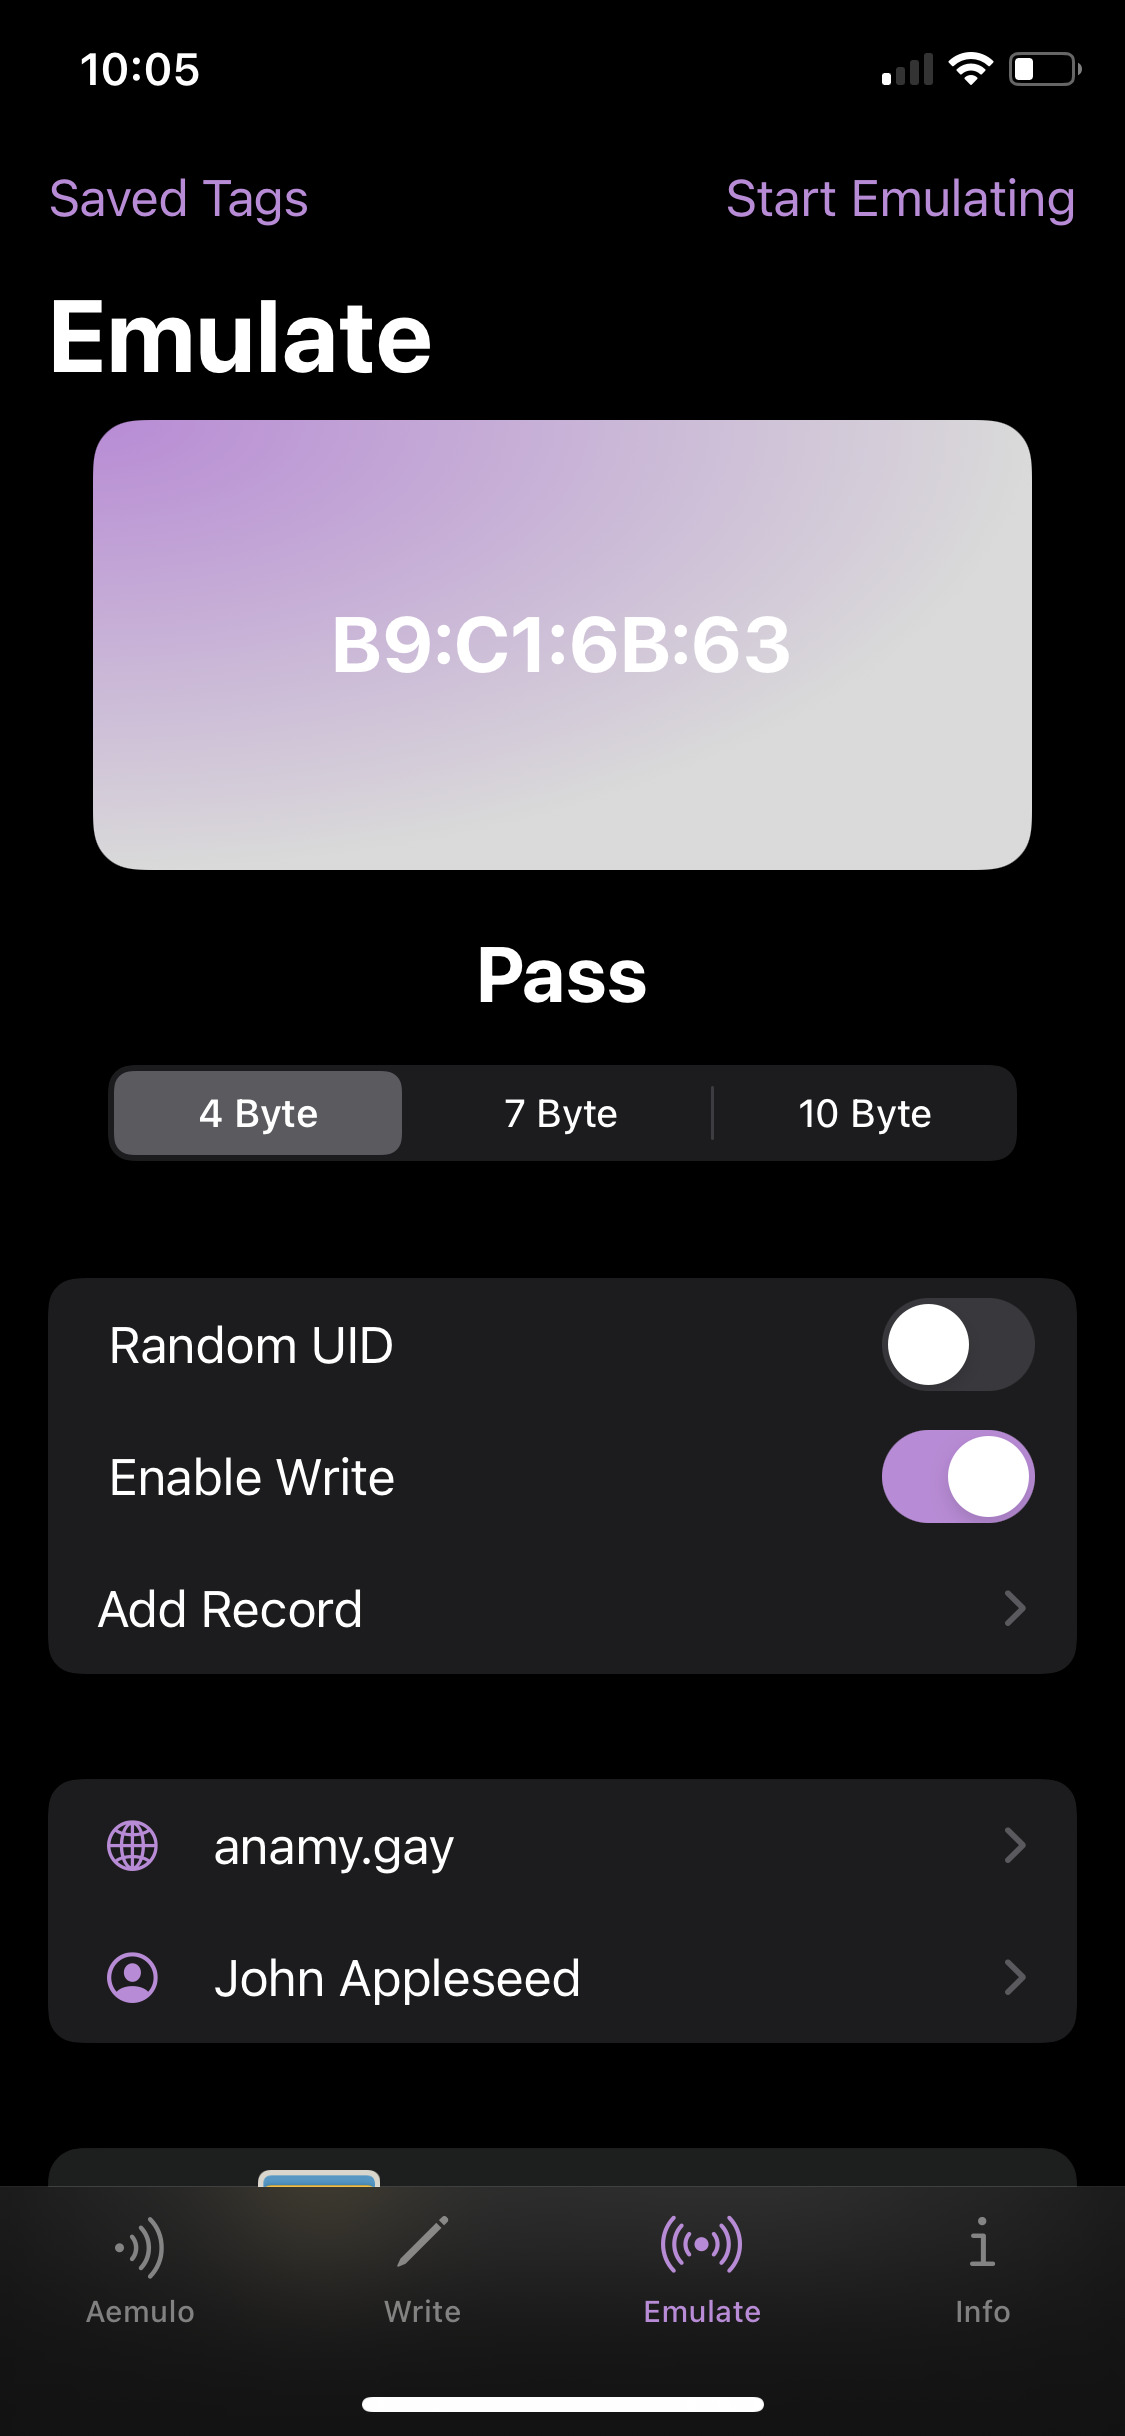 10:05
Saved Tags
Start Emulating
Emulate
B9:C1:6B:63
Pass
4 Byte
7 Byte
10 Byte
Random UID
Enable Write
Add Record
anamy.gay
John Appleseed
Aemulo
Write
Emulate
Info